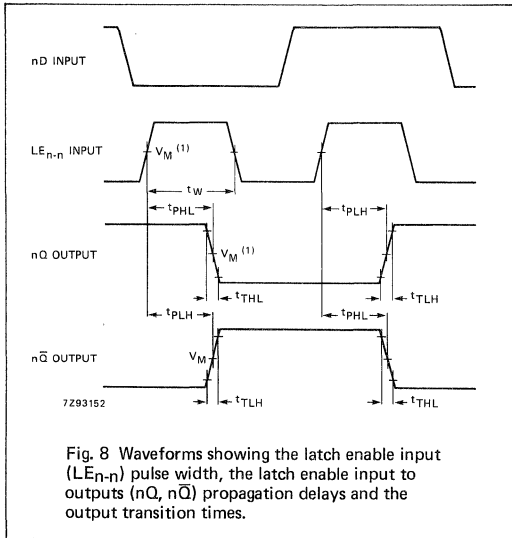 nD INPUT
LEn-n INPUT
VM (1)
tW
tPHL
tPLH
nQ OUTPUT
VM (1)
tTHL
tTLH
tPLH
tPHL
nQ̅ OUTPUT
VM
tTLH
tTHL
7Z93152
Fig. 8 Waveforms showing the latch enable input
(LEn-n) pulse width, the latch enable input to
outputs (nQ, nQ̅) propagation delays and the
output transition times.